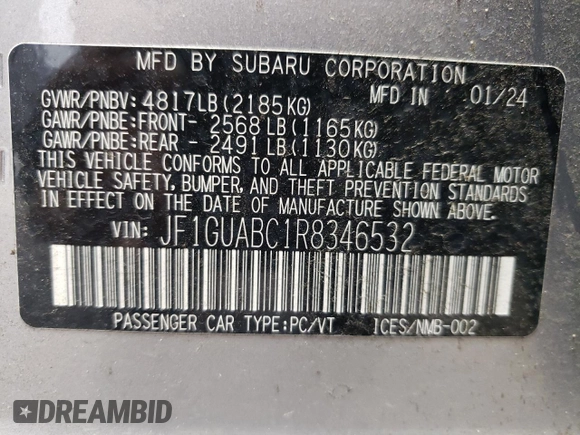 MFD BY SUBARU CORPORATION
GVWR/PNBV: 4817LB(2185KG) MFD IN 01/24
GAWR/PNBE:FRONT- 2568LB(1165KG)
GAWR/PNBE:REAR - 2491LB(1130KG)
THIS VEHICLE CONFORMS TO ALL APPLICABLE FEDERAL MOTOR
VEHICLE SAFETY, BUMPER, AND THEFT PREVENTION STANDARDS
IN EFFECT ON THE DATE OF MANUFACTURE SHOWN ABOVE.
VIN: JF1GUABC1R8346532
PASSENGER CAR TYPE:PC/VT ICES/NMB-002
DREAMBID